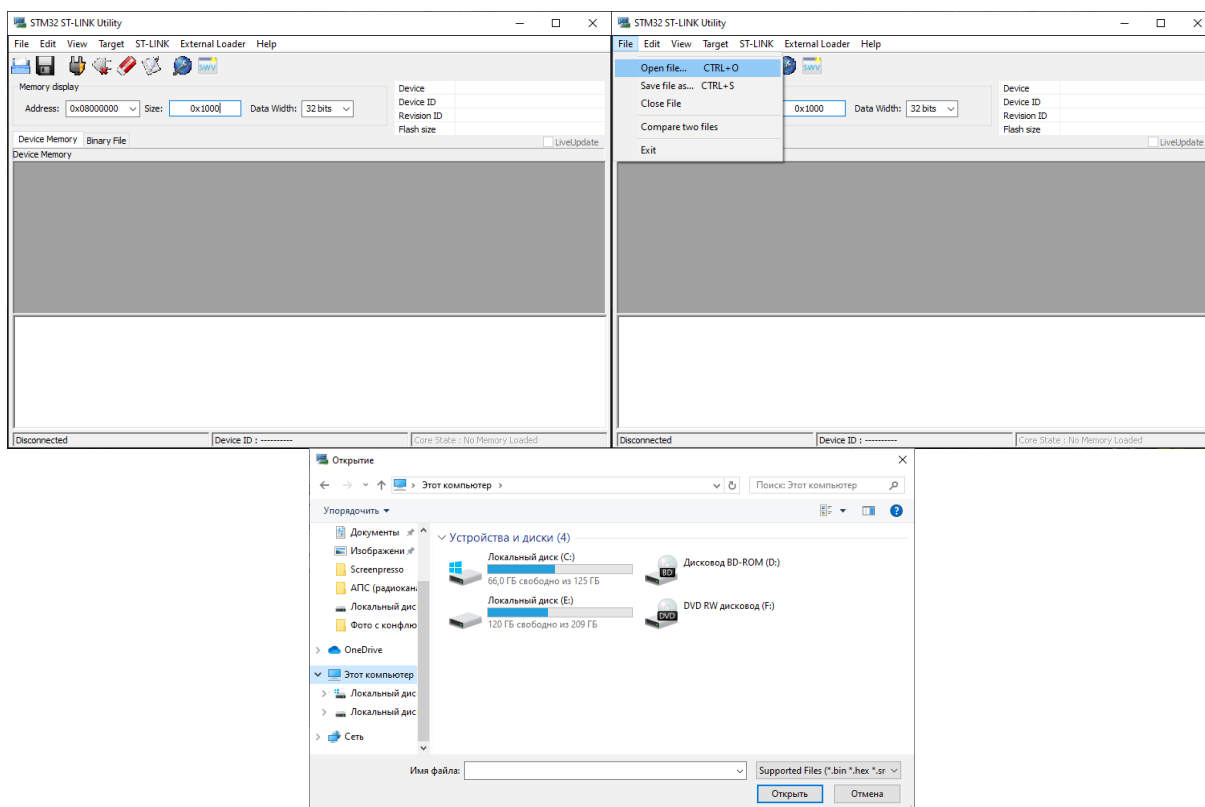 STM32 ST-LINK Utility
File Edit View Target ST-LINK External Loader Help
SWV
Memory display
Address: 0x08000000 Size: 0x1000 Data Width: 32 bits
Device
Device ID
Revision ID
Flash size
Device Memory Binary File
LiveUpdate
Device Memory
Disconnected Device ID : ---------- Core State : No Memory Loaded
STM32 ST-LINK Utility
File Edit View Target ST-LINK External Loader Help
Open file... CTRL+O
Save file as... CTRL+S
Close File
Compare two files
Exit
SWV
0x1000 Data Width: 32 bits
Device
Device ID
Revision ID
Flash size
LiveUpdate
Disconnected Device ID : ---------- Core State : No Memory Loaded
Открытие
Этот компьютер
Поиск: Этот компьютер
Упорядочить
Документы
Изображени
Screenpresso
АПС (радиокана
Локальный дис
Фото с конфлю
OneDrive
Этот компьютер
Локальный дис
Локальный дис
Сеть
Устройства и диски (4)
Локальный диск (C:)
66,0 ГБ свободно из 125 ГБ
BD
Дисковод BD-ROM (D:)
Локальный диск (E:)
120 ГБ свободно из 209 ГБ
DVD
DVD RW дисковод (F:)
Имя файла:
Supported Files (*.bin *.hex *.sr
Открыть Отмена